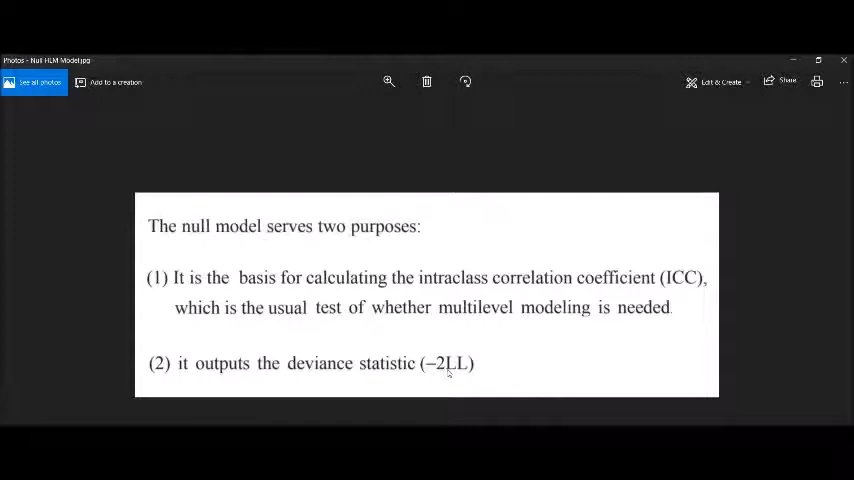 Photos - Null HLM Model.jpg
See all photos
Add to a creation
Edit & Create
Share
The null model serves two purposes:
(1) It is the basis for calculating the intraclass correlation coefficient (ICC),
which is the usual test of whether multilevel modeling is needed.
(2) it outputs the deviance statistic (−2LL)